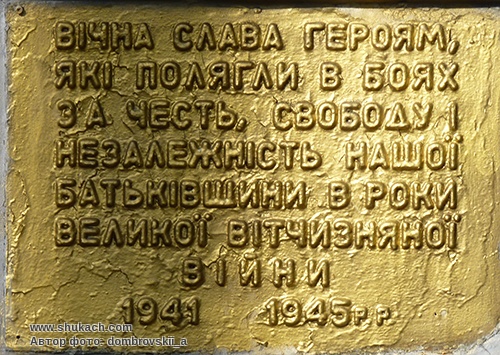 ВІЧНА СЛАВА ГЕРОЯМ,
ЯКІ ПОЛЯГЛИ В БОЯХ
ЗА ЧЕСТЬ, СВОБОДУ І
НЕЗАЛЕЖНІСТЬ НАШОЇ
БАТЬКІВЩИНИ В РОКИ
ВЕЛИКОЇ ВІТЧИЗНЯНОЇ
ВІЙНИ
1941 1945р.р.
www.shukach.com
Автор фото- dombrovskii_a